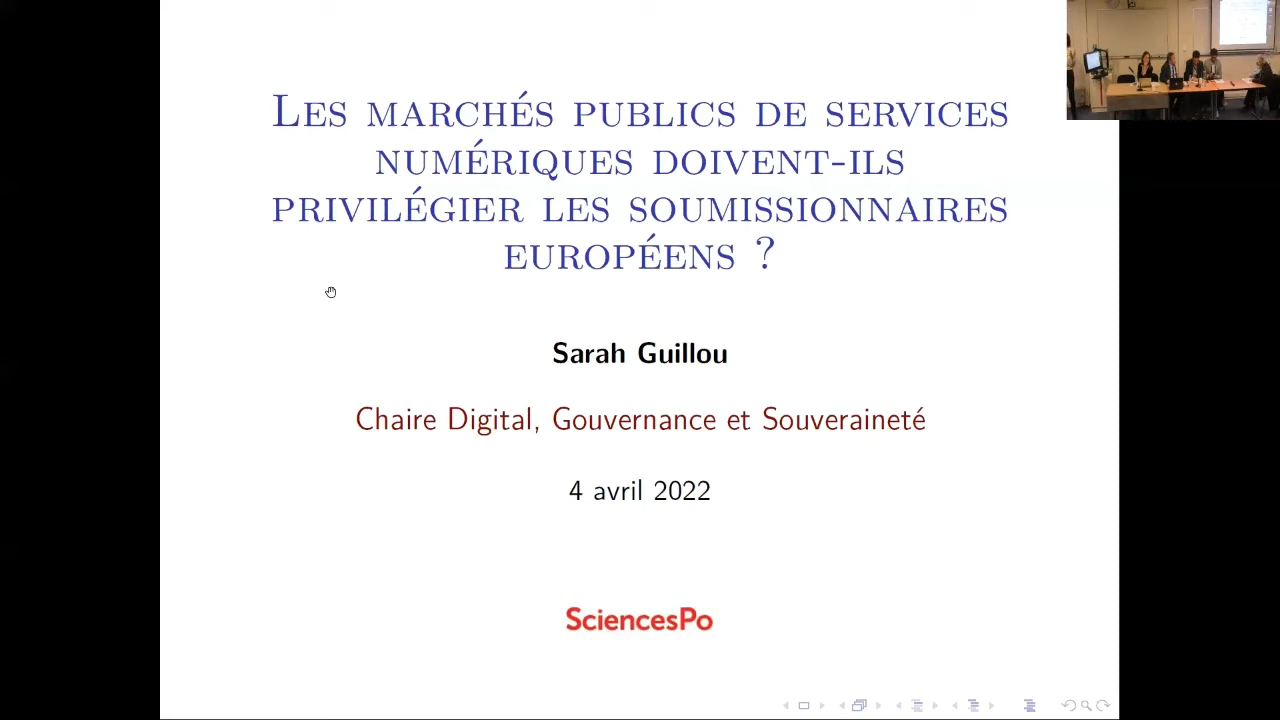 Les marchés publics de services
numériques doivent-ils
privilégier les soumissionnaires
européens ?
Sarah Guillou
Chaire Digital, Gouvernance et Souveraineté
4 avril 2022
SciencesPo